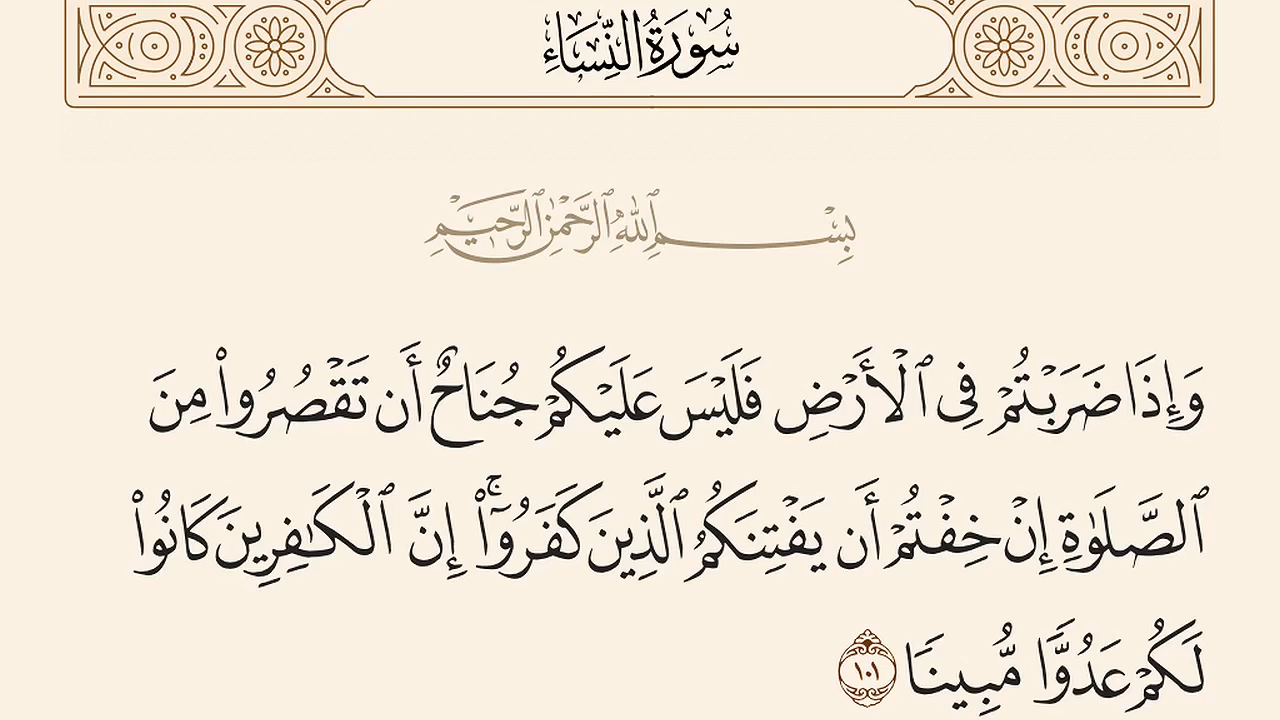 سُورَةُ النِّسَاءِ
بِسْمِ ٱللَّهِ ٱلرَّحْمَٰنِ ٱلرَّحِيمِ
وَإِذَا ضَرَبْتُمْ فِى ٱلْأَرْضِ فَلَيْسَ عَلَيْكُمْ جُنَاحٌ أَن تَقْصُرُوا۟ مِنَ
ٱلصَّلَوٰةِ إِنْ خِفْتُمْ أَن يَفْتِنَكُمُ ٱلَّذِينَ كَفَرُوٓا۟ ۚ إِنَّ ٱلْكَـٰفِرِينَ كَانُوا۟
لَكُمْ عَدُوًّا مُّبِينًا ١٠١